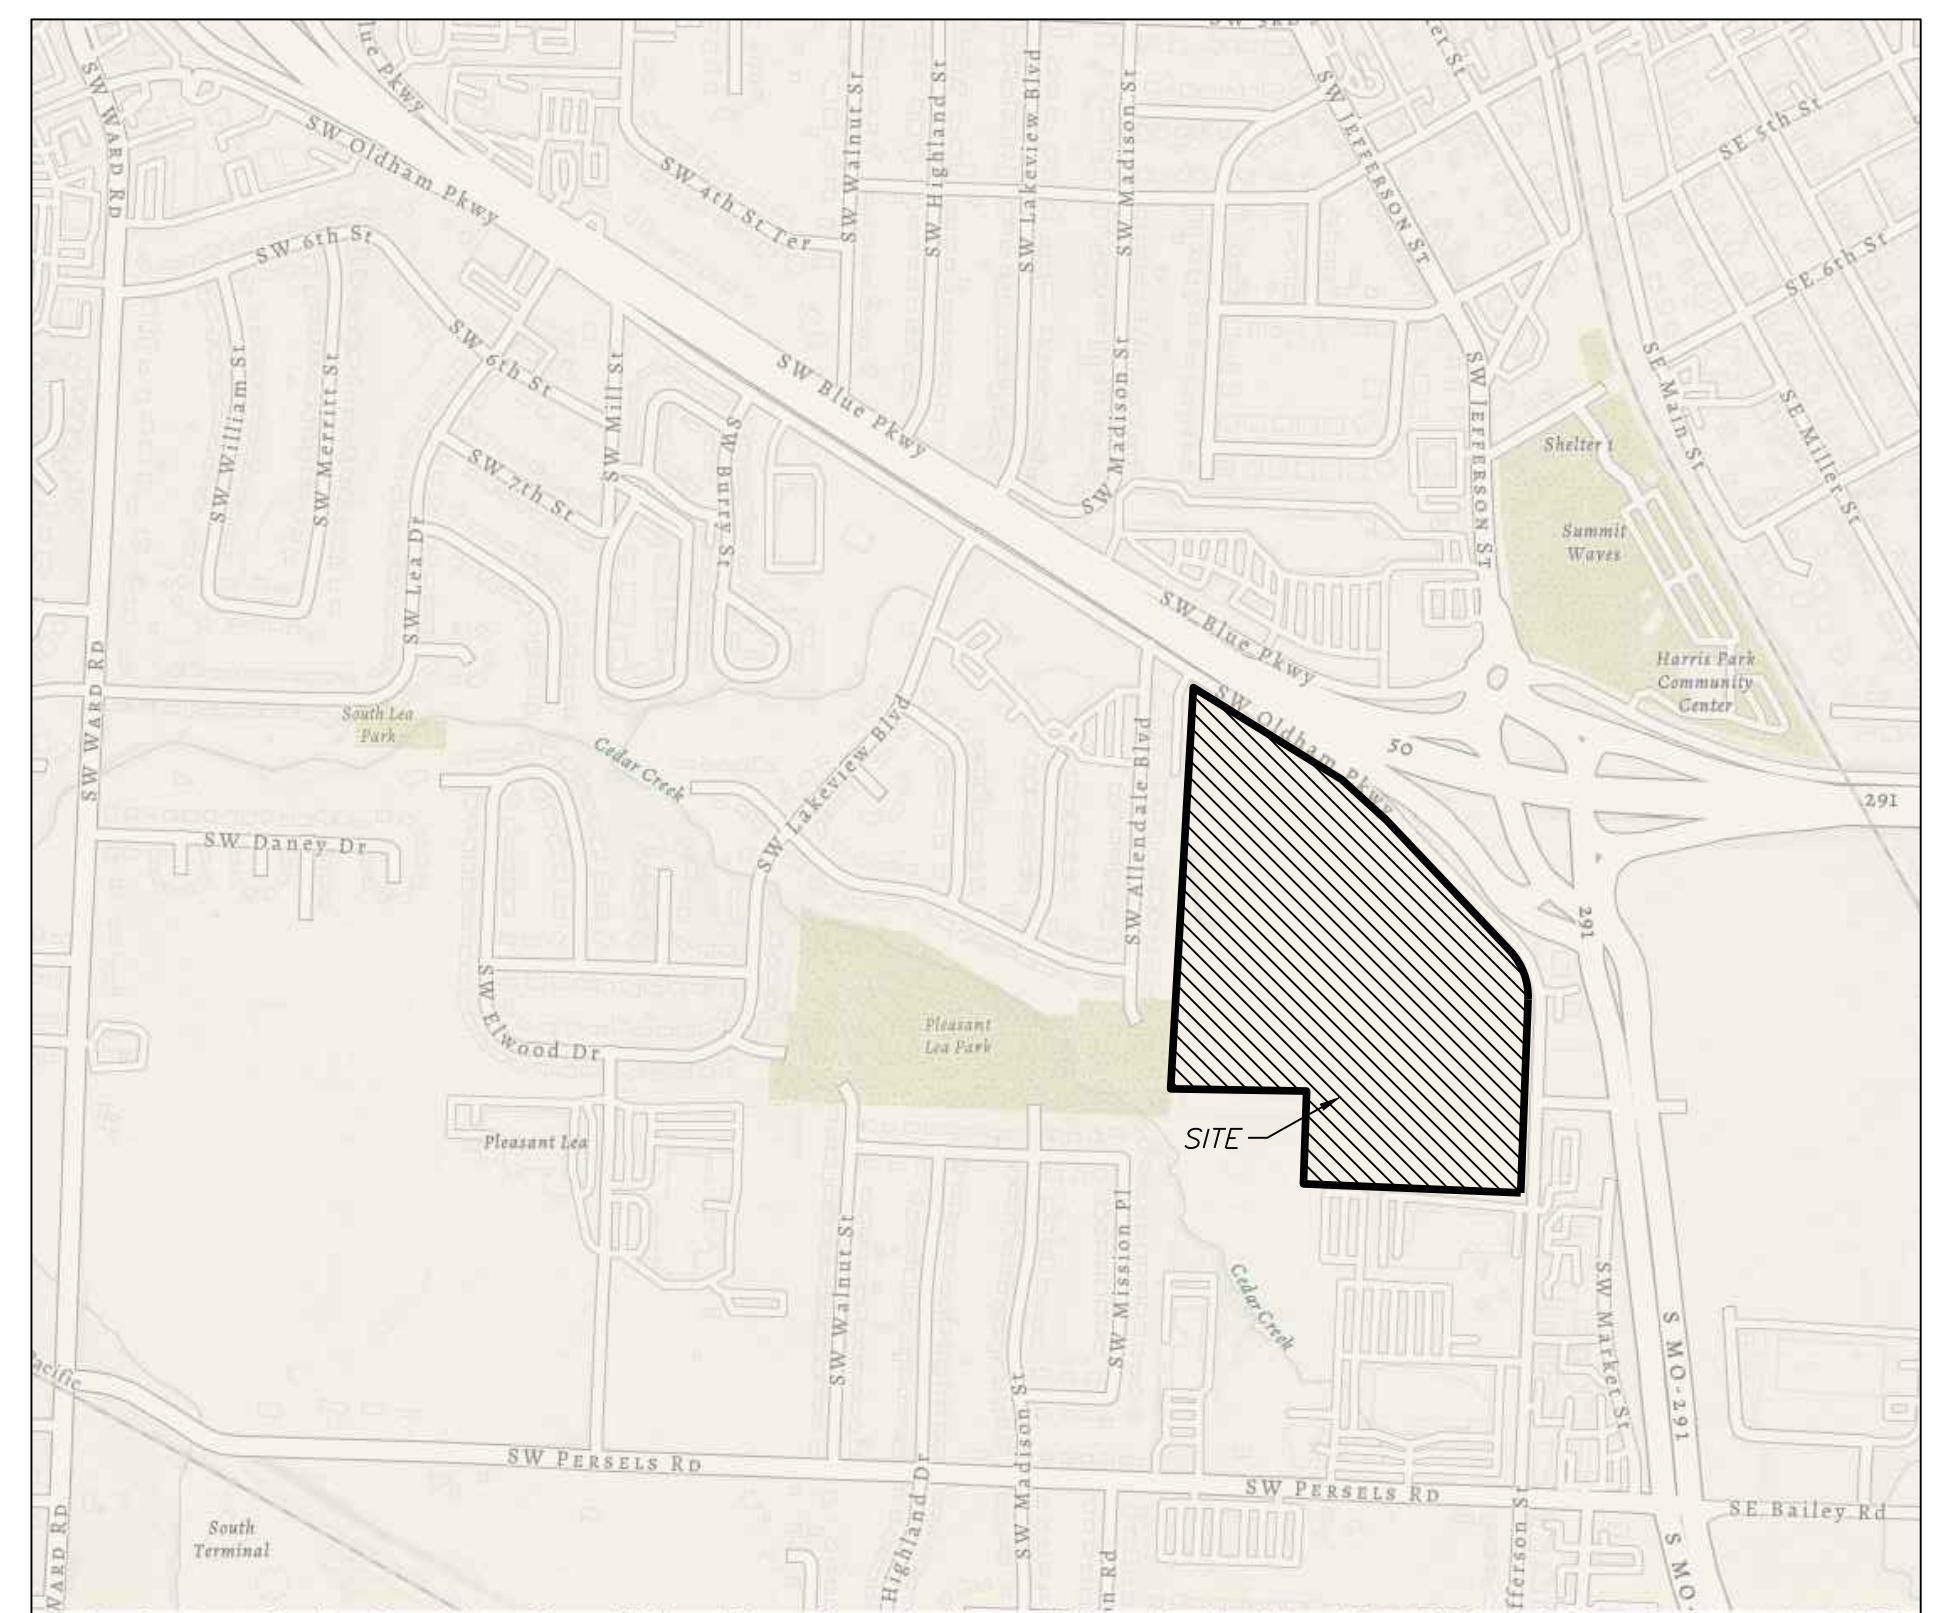 SW WARD RD
SW Oldham Pkwy
SW 4th St Ter
SW Walnut St
SW Highland St
SW Lakeview Blvd
SW Madison St
SW JEFFERSON ST
SE 5th St
SE 6th St
SW 6th St
SW William St
SW Merritt St
SW 6th St
SW Mill St
SW Blue Pkwy
SW Madison St
SW JEFFERSON ST
SE Main St
SE Miller St
Shelter 1
Summit
Waves
SW 7th St
SW Burry St
SW Lea Dr
SW Blue Pkwy
Harris Park
Community
Center
SW WARD RD
South Lea
Park
Cedar Creek
SW Lakeview Blvd
SW Allendale Blvd
SW Oldham Pkwy
50
291
291
SW Daney Dr
SW Elwood Dr
Pleasant
Lea Park
SITE
Pleasant Lea
SW Walnut St
SW Mission Pl
Cedar Creek
SW Market St
S MO-291
Pacific
SW PERSELS RD
SW Madison St
Highland Dr
SW PERSELS RD
SE Bailey Rd
South
Terminal
WARD RD
S MO-